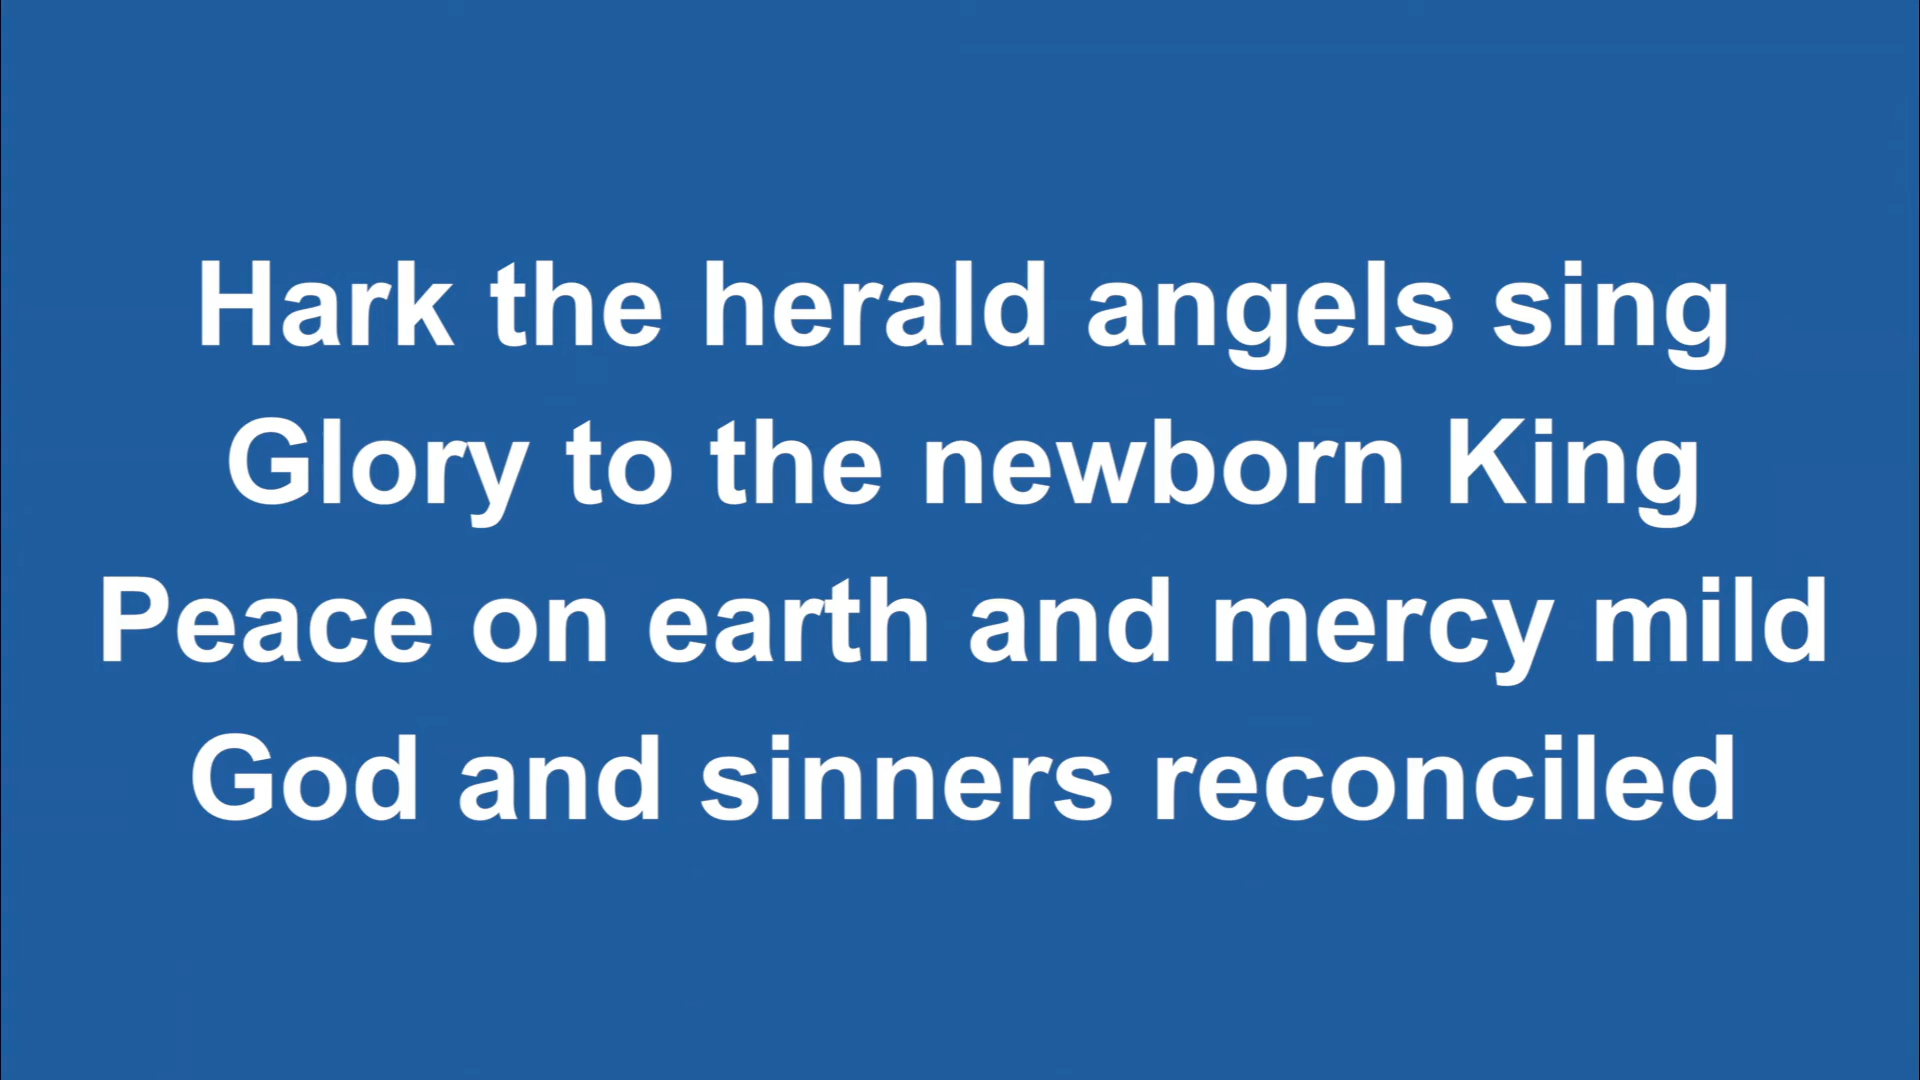 Hark the herald angels sing
Glory to the newborn King
Peace on earth and mercy mild
God and sinners reconciled